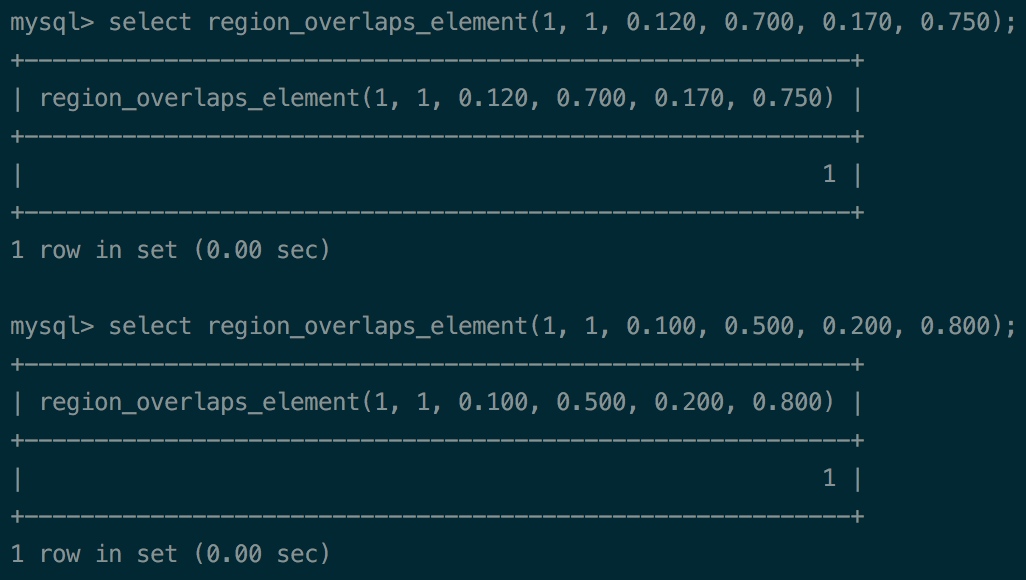 mysql> select region_overlaps_element(1, 1, 0.120, 0.700, 0.170, 0.750);
+-----------------------------------------------------------+
| region_overlaps_element(1, 1, 0.120, 0.700, 0.170, 0.750) |
+-----------------------------------------------------------+
|                                                         1 |
+-----------------------------------------------------------+
1 row in set (0.00 sec)

mysql> select region_overlaps_element(1, 1, 0.100, 0.500, 0.200, 0.800);
+-----------------------------------------------------------+
| region_overlaps_element(1, 1, 0.100, 0.500, 0.200, 0.800) |
+-----------------------------------------------------------+
|                                                         1 |
+-----------------------------------------------------------+
1 row in set (0.00 sec)